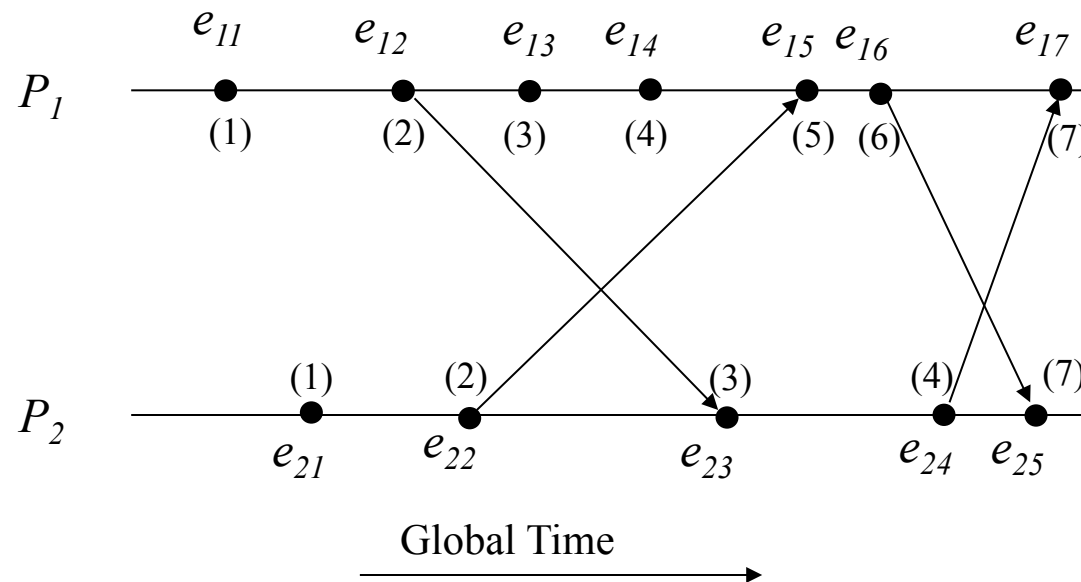 e11 e12 e13 e14 e15 e16 e17
P1
(1) (2) (3) (4) (5) (6) (7)
(1) (2) (3) (4) (7)
P2
e21 e22 e23 e24 e25
Global Time